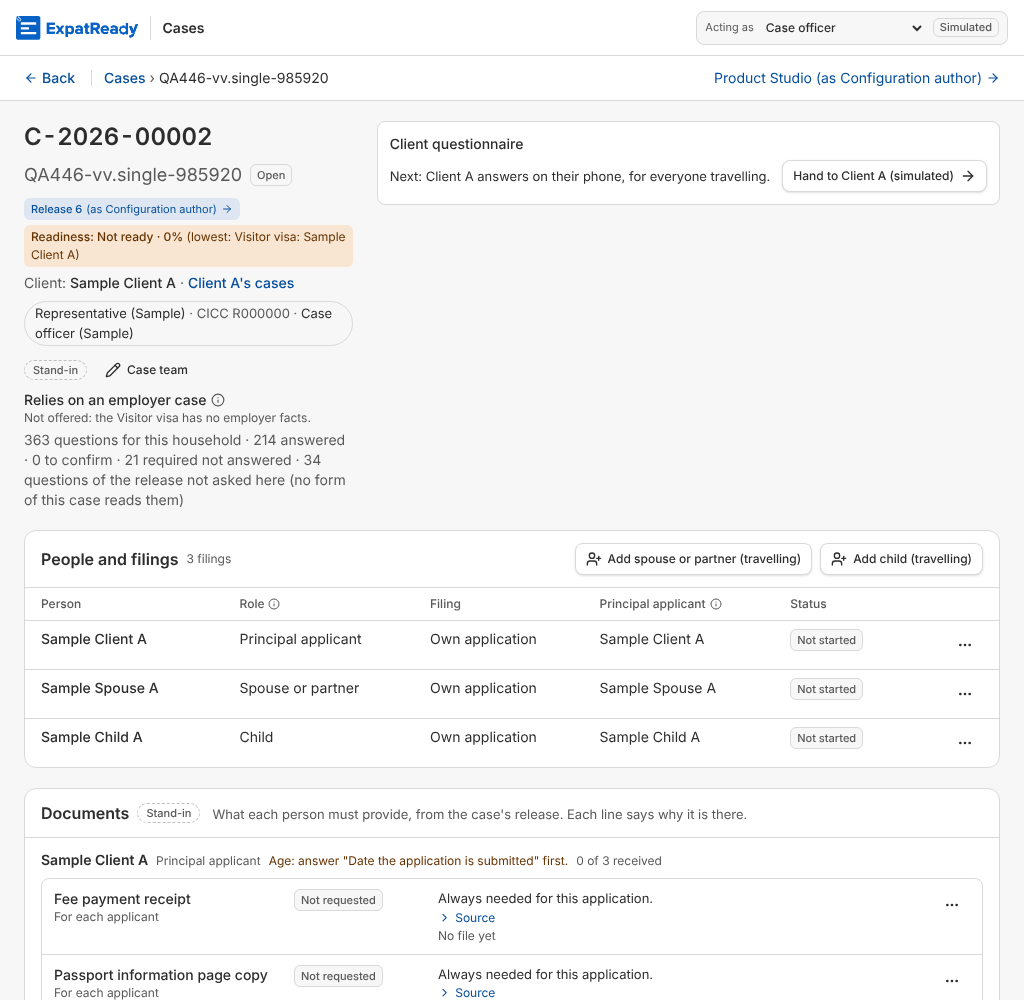 ExpatReady
Cases
Acting as Case officer Simulated
Back Cases › QA446-vv.single-985920
Product Studio (as Configuration author)
C-2026-00002
QA446-vv.single-985920 Open
Release 6 (as Configuration author)
Readiness: Not ready · 0% (lowest: Visitor visa: Sample
Client A)
Client: Sample Client A · Client A's cases
Representative (Sample) · CICC R000000 · Case
officer (Sample)
Stand-in Case team
Relies on an employer case
Not offered: the Visitor visa has no employer facts.
363 questions for this household · 214 answered
· 0 to confirm · 21 required not answered · 34
questions of the release not asked here (no form
of this case reads them)
Client questionnaire
Next: Client A answers on their phone, for everyone travelling. Hand to Client A (simulated)
People and filings 3 filings Add spouse or partner (travelling) Add child (travelling)
Person Role Filing Principal applicant Status
Sample Client A Principal applicant Own application Sample Client A Not started
Sample Spouse A Spouse or partner Own application Sample Spouse A Not started
Sample Child A Child Own application Sample Child A Not started
Documents Stand-in What each person must provide, from the case's release. Each line says why it is there.
Sample Client A Principal applicant Age: answer "Date the application is submitted" first. 0 of 3 received
Fee payment receipt Not requested Always needed for this application.
For each applicant Source
No file yet
Passport information page copy Not requested Always needed for this application.
For each applicant Source